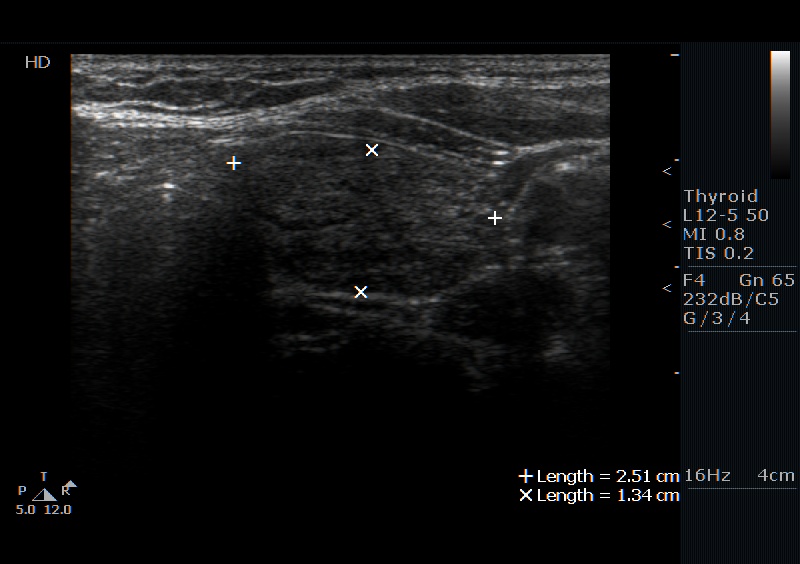 HD
Thyroid
L12-5 50
MI 0.8
TIS 0.2
F4 Gn 65
232dB/C5
G/3/4
+ Length = 2.51 cm
16Hz 4cm
× Length = 1.34 cm
T
P R
5.0 12.0